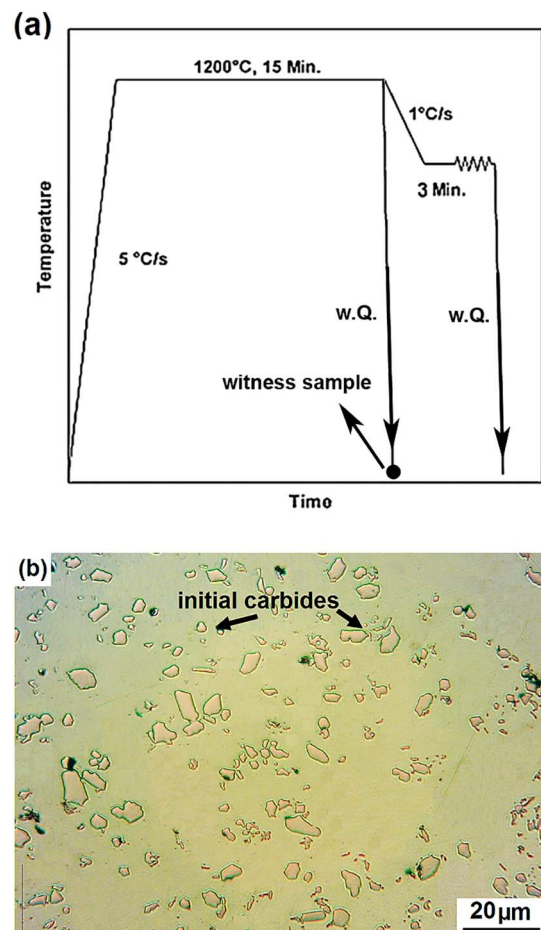 (a)
1200°C, 15 Min.
1°C/s
3 Min.
Temperature
5 °C/s
w.Q.
w.Q.
witness sample
Timo
(b)
initial carbides
20µm